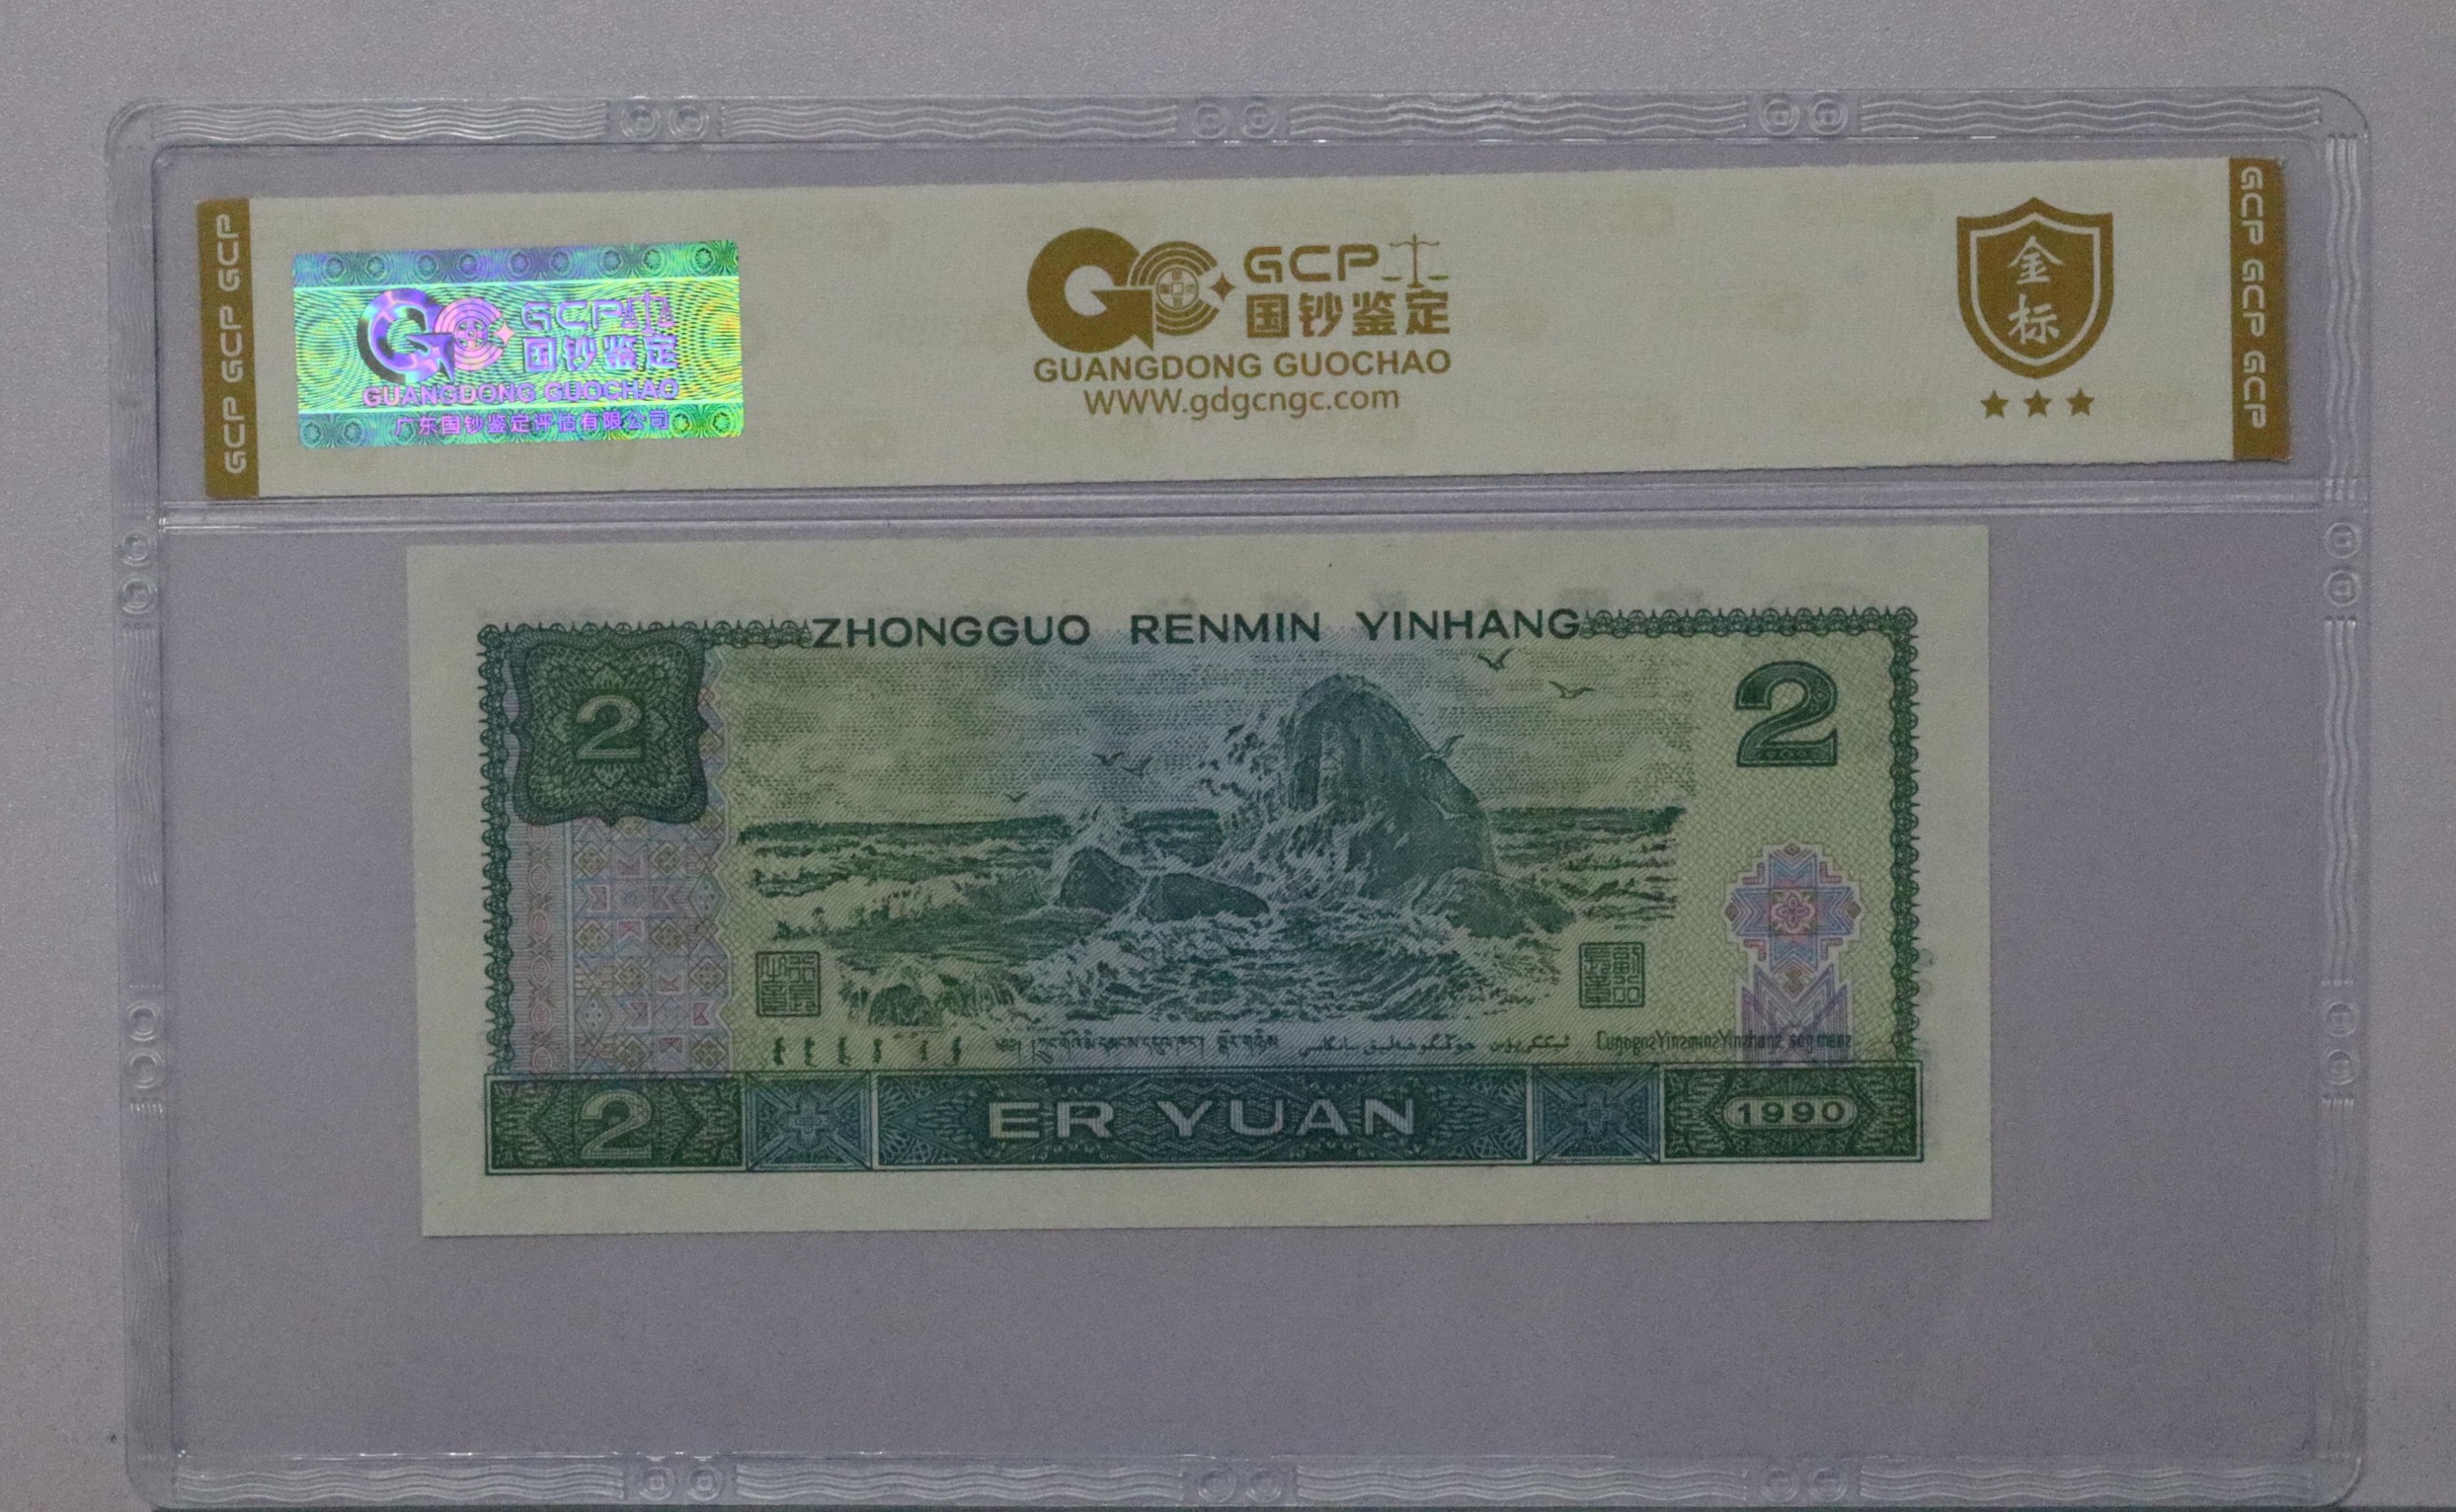 GCP GCP GCP
GCP
国钞鉴定
GUANGDONG GUOCHAO
广东国钞鉴定评估有限公司
GCP
国钞鉴定
GUANGDONG GUOCHAO
www.gdgcngc.com
金
标
GCP GCP GCP
ZHONGGUO RENMIN YINHANG
2
2
2
ER YUAN
1990